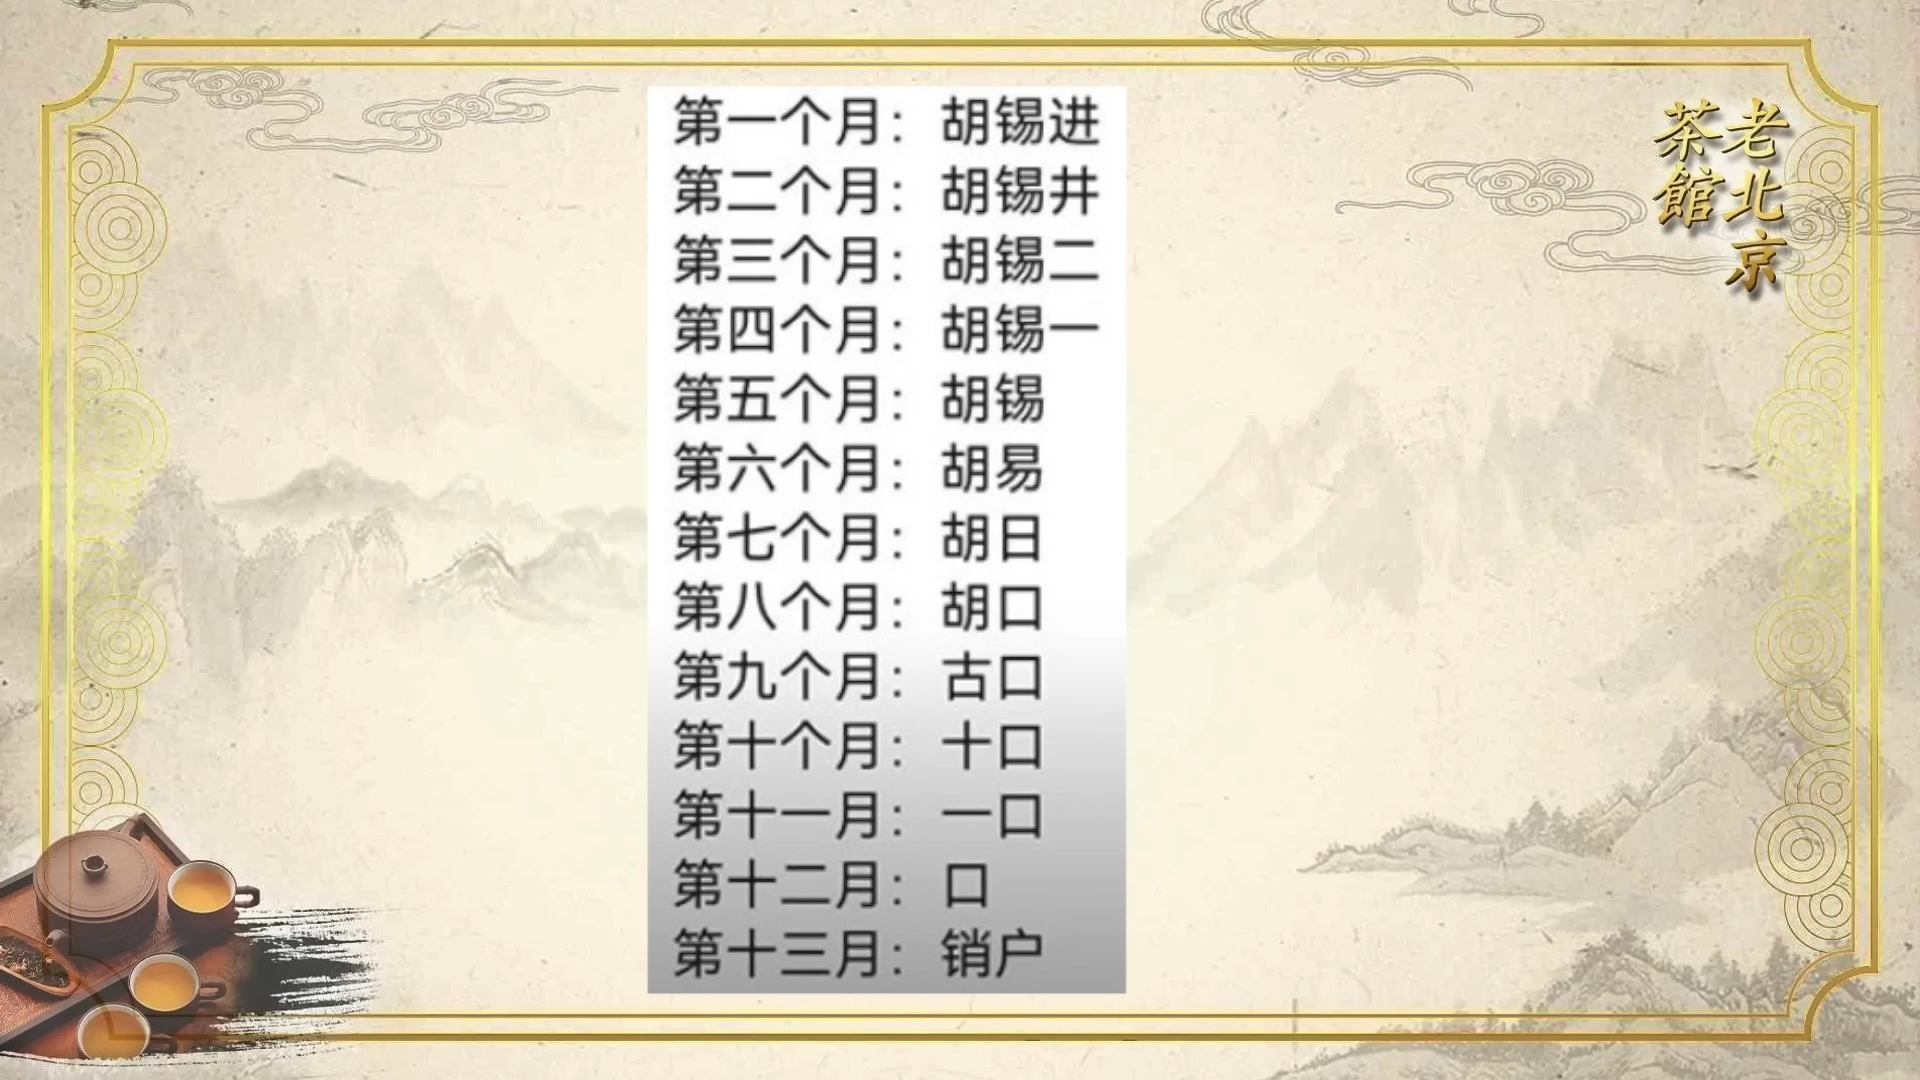 第一个月：胡锡进
第二个月：胡锡井
第三个月：胡锡二
第四个月：胡锡一
第五个月：胡锡
第六个月：胡易
第七个月：胡日
第八个月：胡口
第九个月：古口
第十个月：十口
第十一月：一口
第十二月：口
第十三月：销户
老北京
茶館